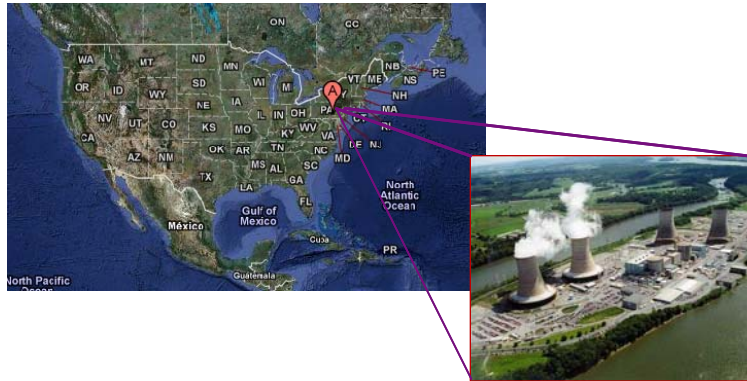 ON
QC
WA
MT
ND
MN
NB
PE
OR
ID
SD
WI
MI
VT
ME
NS
WY
NH
NE
IA
A
PA
MA
NV
UT
CO
IL
IN
OH
CT
RI
KS
MO
WV
CA
KY
VA
DE
NJ
OK
AR
TN
NC
MD
AZ
NM
MS
AL
SC
TX
GA
LA
North
Atlantic
Ocean
FL
Gulf of
Mexico
México
Cuba
PR
Guatemala
North Pacific
Ocean